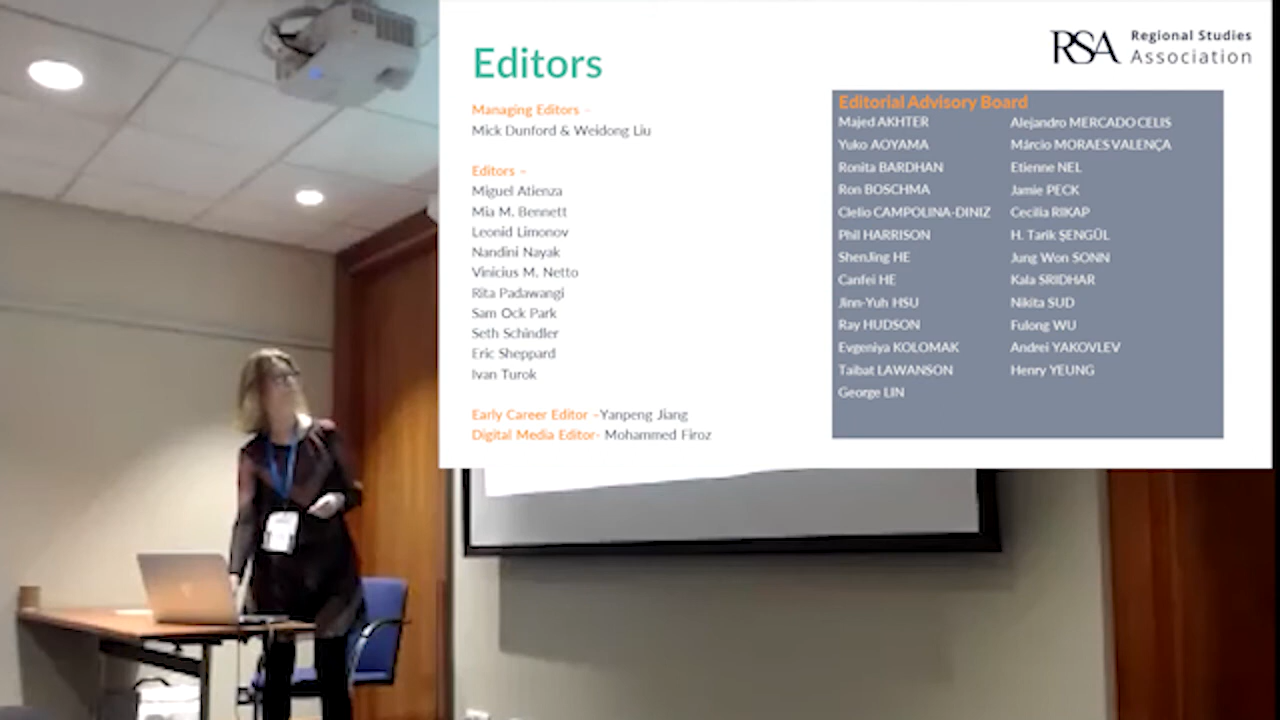 Editors
RSA Regional Studies
Association
Managing Editors –
Mick Dunford & Weidong Liu
Editors –
Miguel Atienza
Mia M. Bennett
Leonid Limonov
Nandini Nayak
Vinicius M. Netto
Rita Padawangi
Sam Ock Park
Seth Schindler
Eric Sheppard
Ivan Turok
Early Career Editor –Yanpeng Jiang
Digital Media Editor- Mohammed Firoz
Editorial Advisory Board
Majed AKHTER
Yuko AOYAMA
Ronita BARDHAN
Ron BOSCHMA
Clelio CAMPOLINA-DINIZ
Phil HARRISON
ShenJing HE
Canfei HE
Jinn-Yuh HSU
Ray HUDSON
Evgeniya KOLOMAK
Taibat LAWANSON
George LIN
Alejandro MERCADO CELIS
Márcio MORAES VALENÇA
Etienne NEL
Jamie PECK
Cecilia RIKAP
H. Tarik ŞENGÜL
Jung Won SONN
Kala SRIDHAR
Nikita SUD
Fulong WU
Andrei YAKOVLEV
Henry YEUNG